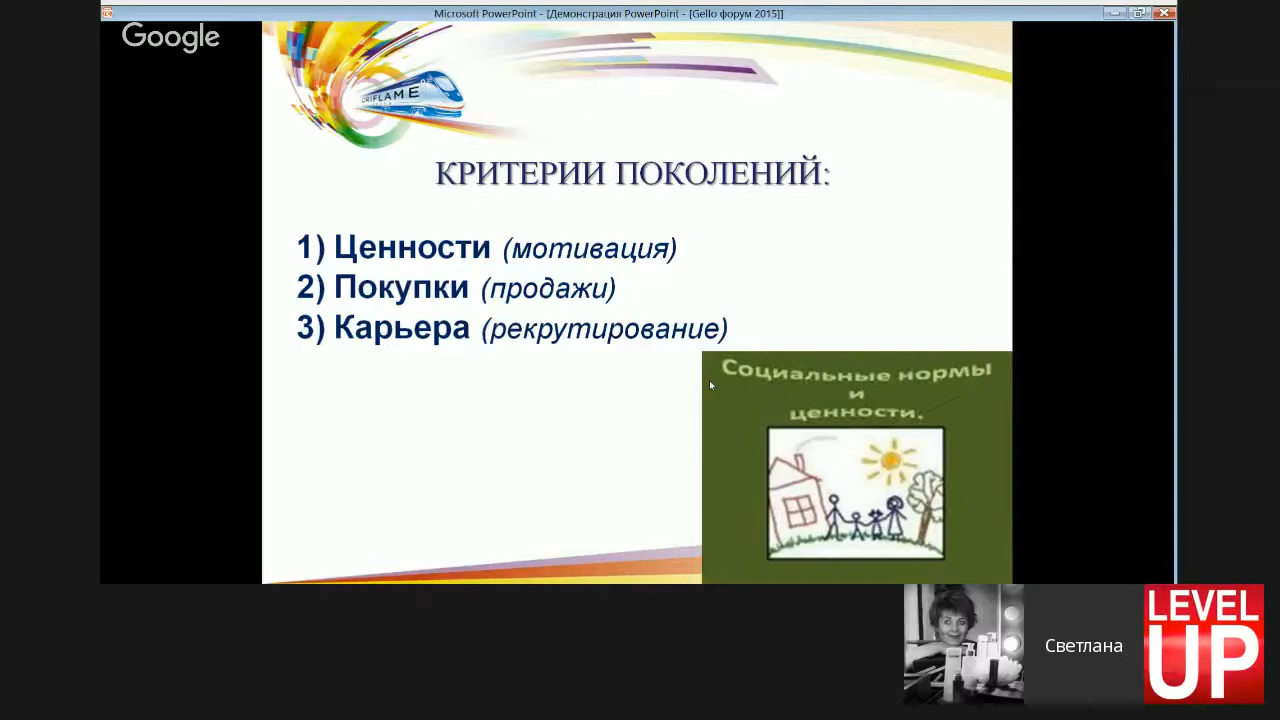 Microsoft PowerPoint - [Демонстрация PowerPoint - [Gello форум 2015]]
Google
ORIFLAME
КРИТЕРИИ ПОКОЛЕНИЙ:
1) Ценности (мотивация)
2) Покупки (продажи)
3) Карьера (рекрутирование)
Социальные нормы
и
ценности.
Светлана
LEVEL
UP